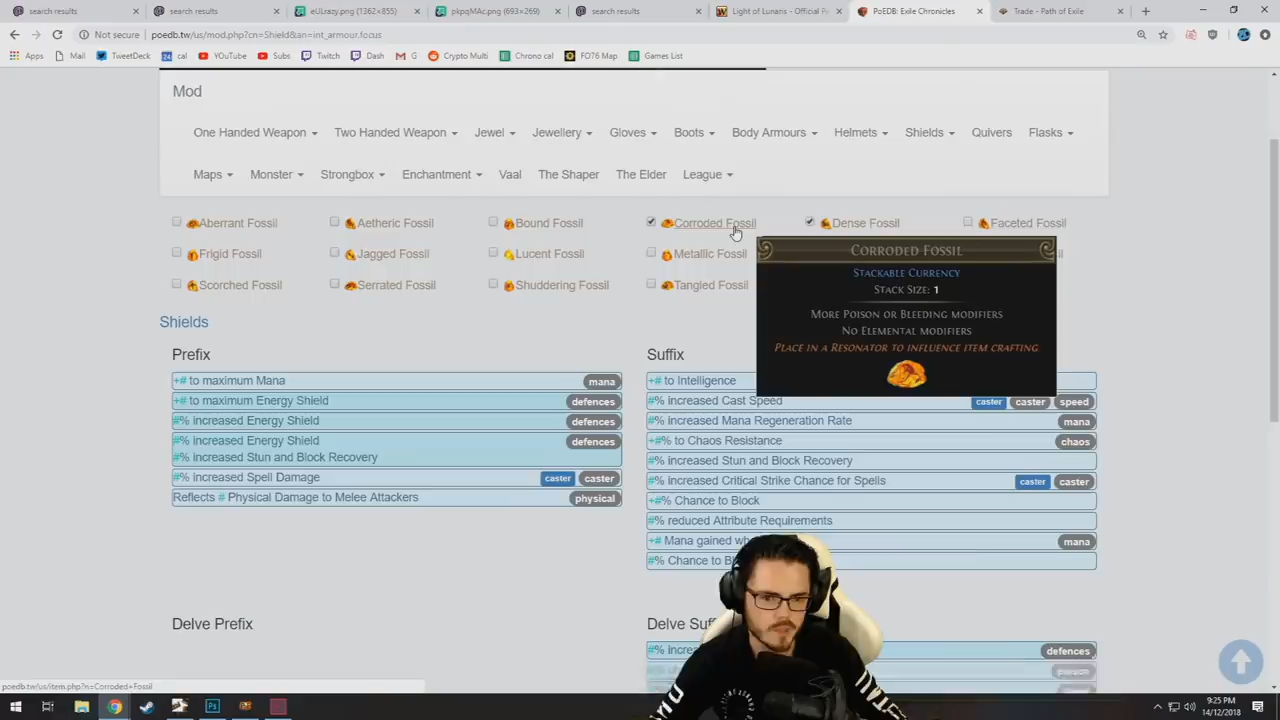 search results
search results
eULrazy.png (1362×855)
pkpqMAc.png (693×269)
search results
Light of Lunaris - Official P
PoEDB: Exile Chronicles
Trade - Path of Exile
Not secure
poedb.tw/us/mod.php?cn=Shield&an=int_armour,focus
Apps Mail TweetDeck cal YouTube Subs Twitch Dash G Crypto Multi Chrono cal FO76 Map Games List
Mod
One Handed Weapon Two Handed Weapon Jewel Jewellery Gloves Boots Body Armours Helmets Shields Quivers Flasks
Maps Monster Strongbox Enchantment Vaal The Shaper The Elder League
Aberrant Fossil Aetheric Fossil Bound Fossil Corroded Fossil Dense Fossil Faceted Fossil
Frigid Fossil Jagged Fossil Lucent Fossil Metallic Fossil
Scorched Fossil Serrated Fossil Shuddering Fossil Tangled Fossil
Corroded Fossil
Stackable Currency
Stack Size: 1
More Poison or Bleeding modifiers
No Elemental modifiers
Place in a Resonator to influence item crafting.
Shields
Prefix
+# to maximum Mana mana
+# to maximum Energy Shield defences
#% increased Energy Shield defences
#% increased Energy Shield defences
#% increased Stun and Block Recovery
#% increased Spell Damage caster caster
Reflects # Physical Damage to Melee Attackers physical
Suffix
+# to Intelligence
#% increased Cast Speed caster caster speed
#% increased Mana Regeneration Rate mana
+#% to Chaos Resistance chaos
#% increased Stun and Block Recovery
#% increased Critical Strike Chance for Spells caster caster
+#% Chance to Block
#% reduced Attribute Requirements
+# Mana gained mana
#% Chance to
Delve Prefix
Delve
defences
poedb.tw/us/item.php?n=Corroded+Fossil
9:25 PM
14/12/2018